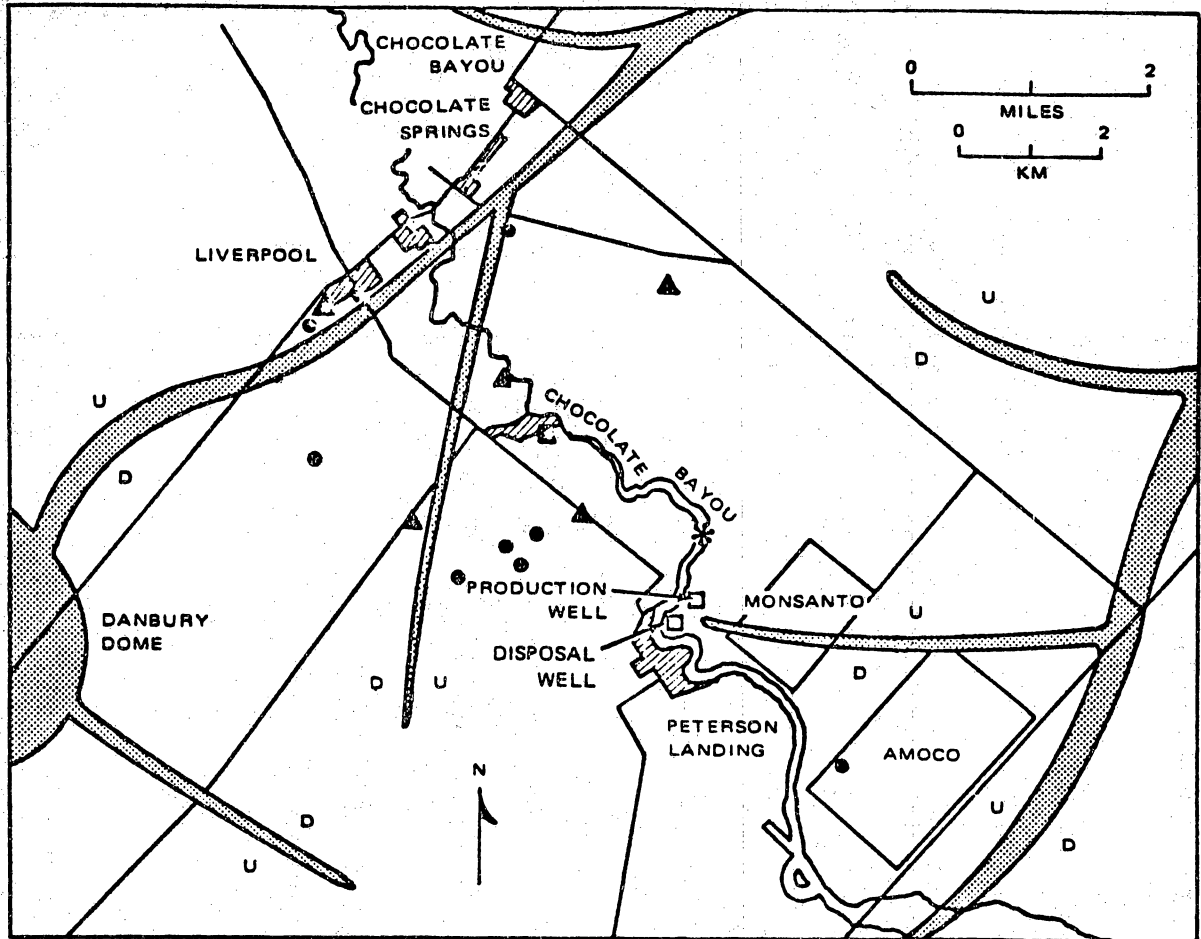 CHOCOLATE
BAYOU
CHOCOLATE
SPRINGS
0 2
MILES
0 2
KM
LIVERPOOL
U
D
U
D
CHOCOLATE BAYOU
PRODUCTION
WELL
MONSANTO
U
DANBURY
DOME
DISPOSAL
WELL
D U
D
PETERSON
LANDING
AMOCO
N
U
D
D
U